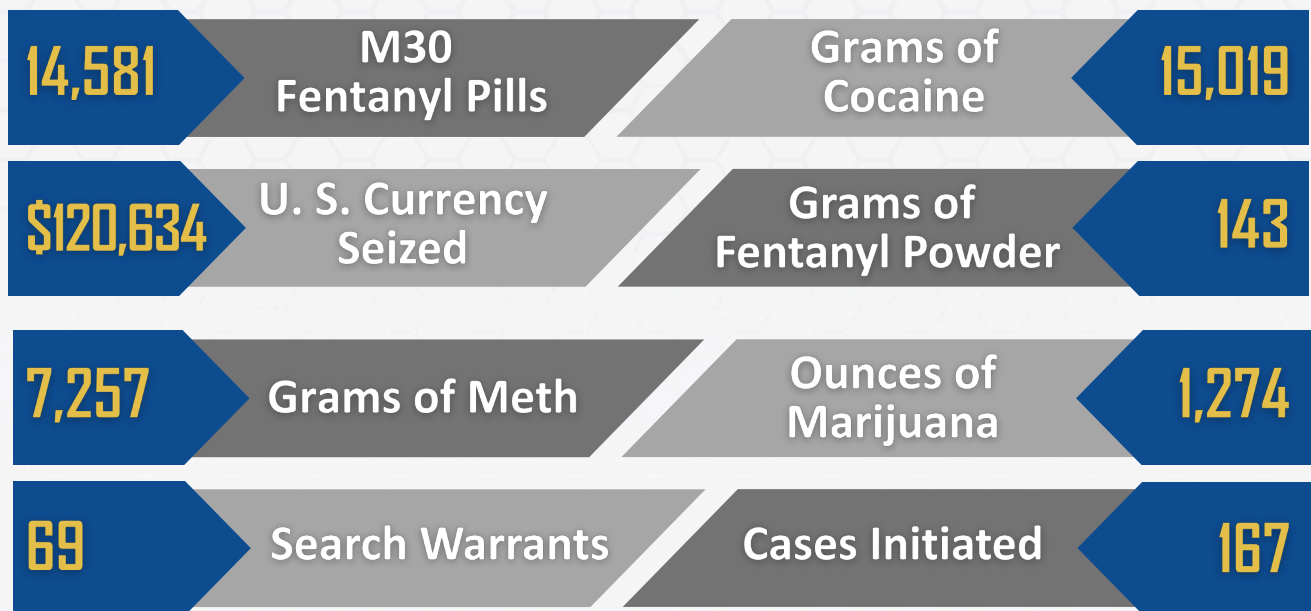 14,581
M30
Fentanyl Pills
Grams of
Cocaine
15,019
$120,634
U. S. Currency
Seized
Grams of
Fentanyl Powder
143
7,257
Grams of Meth
Ounces of
Marijuana
1,274
69
Search Warrants
Cases Initiated
167